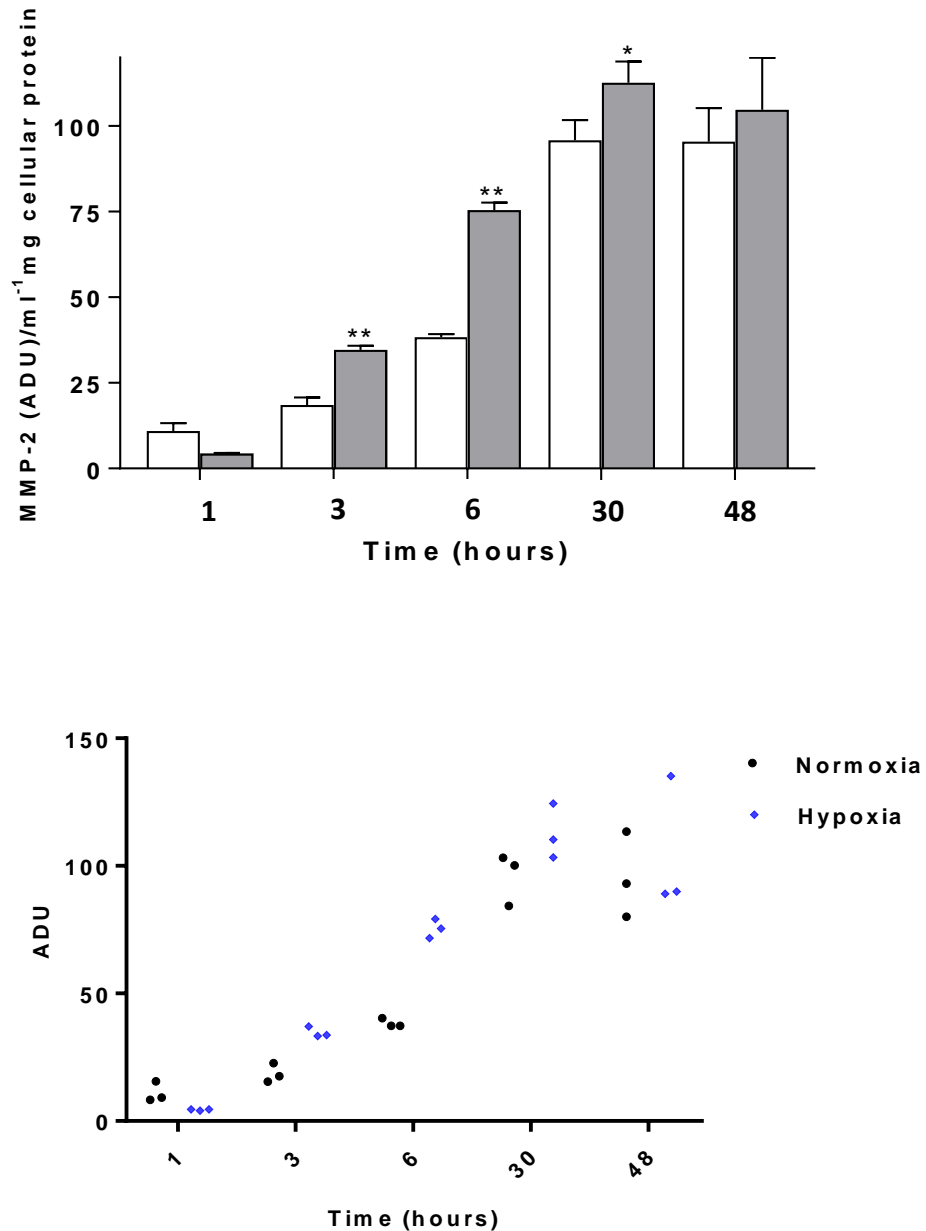 MMP-2 (ADU)/ml-1mg cellular protein
100
75
50
25
0
**
**
*
1 3 6 30 48
Time (hours)
150
100
50
0
ADU
Normoxia
Hypoxia
1 3 6 30 48
Time (hours)